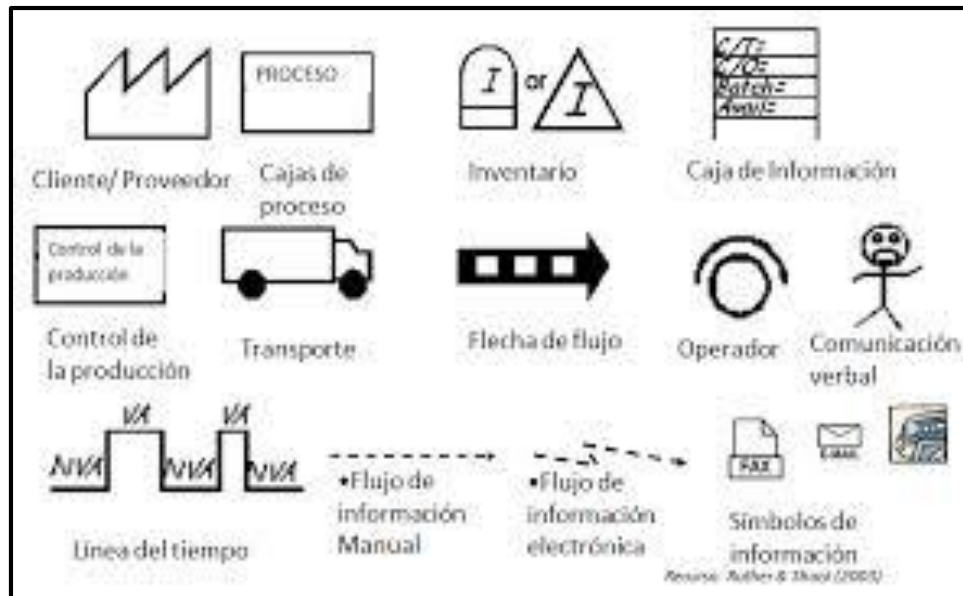 PROCESO
I or I
C/T=
C/O=
Batch=
Avail=
Cliente/ Proveedor
Cajas de
proceso
Inventario
Caja de Información
Control de la
producción
Control de
la producción
Transporte
Flecha de flujo
Operador
Comunicación
verbal
VA VA
NVA NVA NVA
Línea del tiempo
•Flujo de
información
Manual
•Flujo de
información
electrónica
FAX
E-MAIL
Símbolos de
información
(2003)